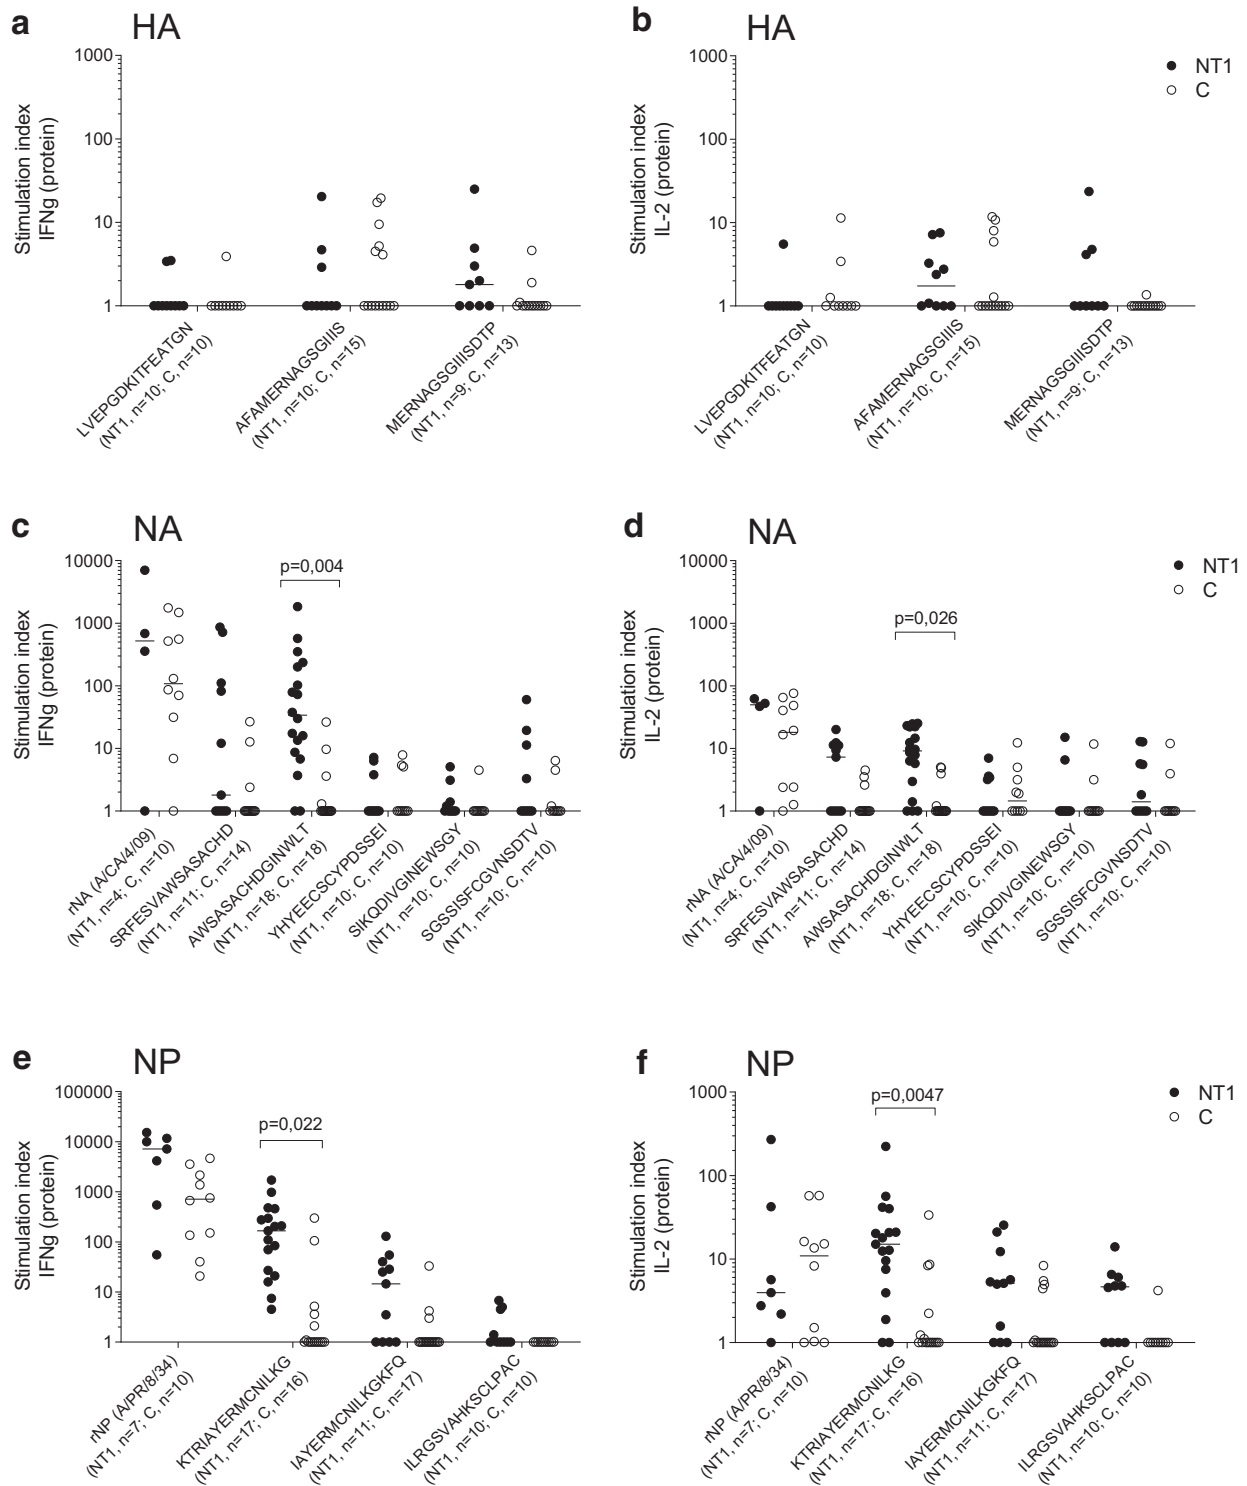 a HA
1000
100
10
1
Stimulation index
IFNg (protein)
LVEPGDKITFEATGN
(NT1, n=10; C, n=10)
AFAMERNAGSGIIIS
(NT1, n=10; C, n=15)
MERNAGSGIIISDTP
(NT1, n=9; C, n=13)
b HA
1000
100
10
1
Stimulation index
IL-2 (protein)
NT1
C
LVEPGDKITFEATGN
(NT1, n=10; C, n=10)
AFAMERNAGSGIIIS
(NT1, n=10; C, n=15)
MERNAGSGIIISDTP
(NT1, n=9; C, n=13)
c NA
10000
1000
100
10
1
Stimulation index
IFNg (protein)
p=0,004
rNA (A/CA/4/09)
(NT1, n=4; C, n=10)
SRFESVAWSASACHD
(NT1, n=11; C, n=14)
AWSASACHDGINWLT
(NT1, n=18; C, n=18)
YHYEECSCYPDSSEI
(NT1, n=10; C, n=10)
SIKQDIVGINEWSGY
(NT1, n=10; C, n=10)
SGSSISFCGVNSDTV
(NT1, n=10; C, n=10)
d NA
10000
1000
100
10
1
Stimulation index
IL-2 (protein)
p=0,026
NT1
C
rNA (A/CA/4/09)
(NT1, n=4; C, n=10)
SRFESVAWSASACHD
(NT1, n=11; C, n=14)
AWSASACHDGINWLT
(NT1, n=18; C, n=18)
YHYEECSCYPDSSEI
(NT1, n=10; C, n=10)
SIKQDIVGINEWSGY
(NT1, n=10; C, n=10)
SGSSISFCGVNSDTV
(NT1, n=10; C, n=10)
e NP
100000
10000
1000
100
10
1
Stimulation index
IFNg (protein)
p=0,022
rNP (A/PR/8/34)
(NT1, n=7; C, n=10)
KTRIAYERMCNILKG
(NT1, n=17; C, n=16)
IAYERMCNILKGKFQ
(NT1, n=11; C, n=17)
ILRGSVAHKSCLPAC
(NT1, n=10; C, n=10)
f NP
1000
100
10
1
Stimulation index
IL-2 (protein)
p=0,0047
NT1
C
rNP (A/PR/8/34)
(NT1, n=7; C, n=10)
KTRIAYERMCNILKG
(NT1, n=17; C, n=16)
IAYERMCNILKGKFQ
(NT1, n=11; C, n=17)
ILRGSVAHKSCLPAC
(NT1, n=10; C, n=10)